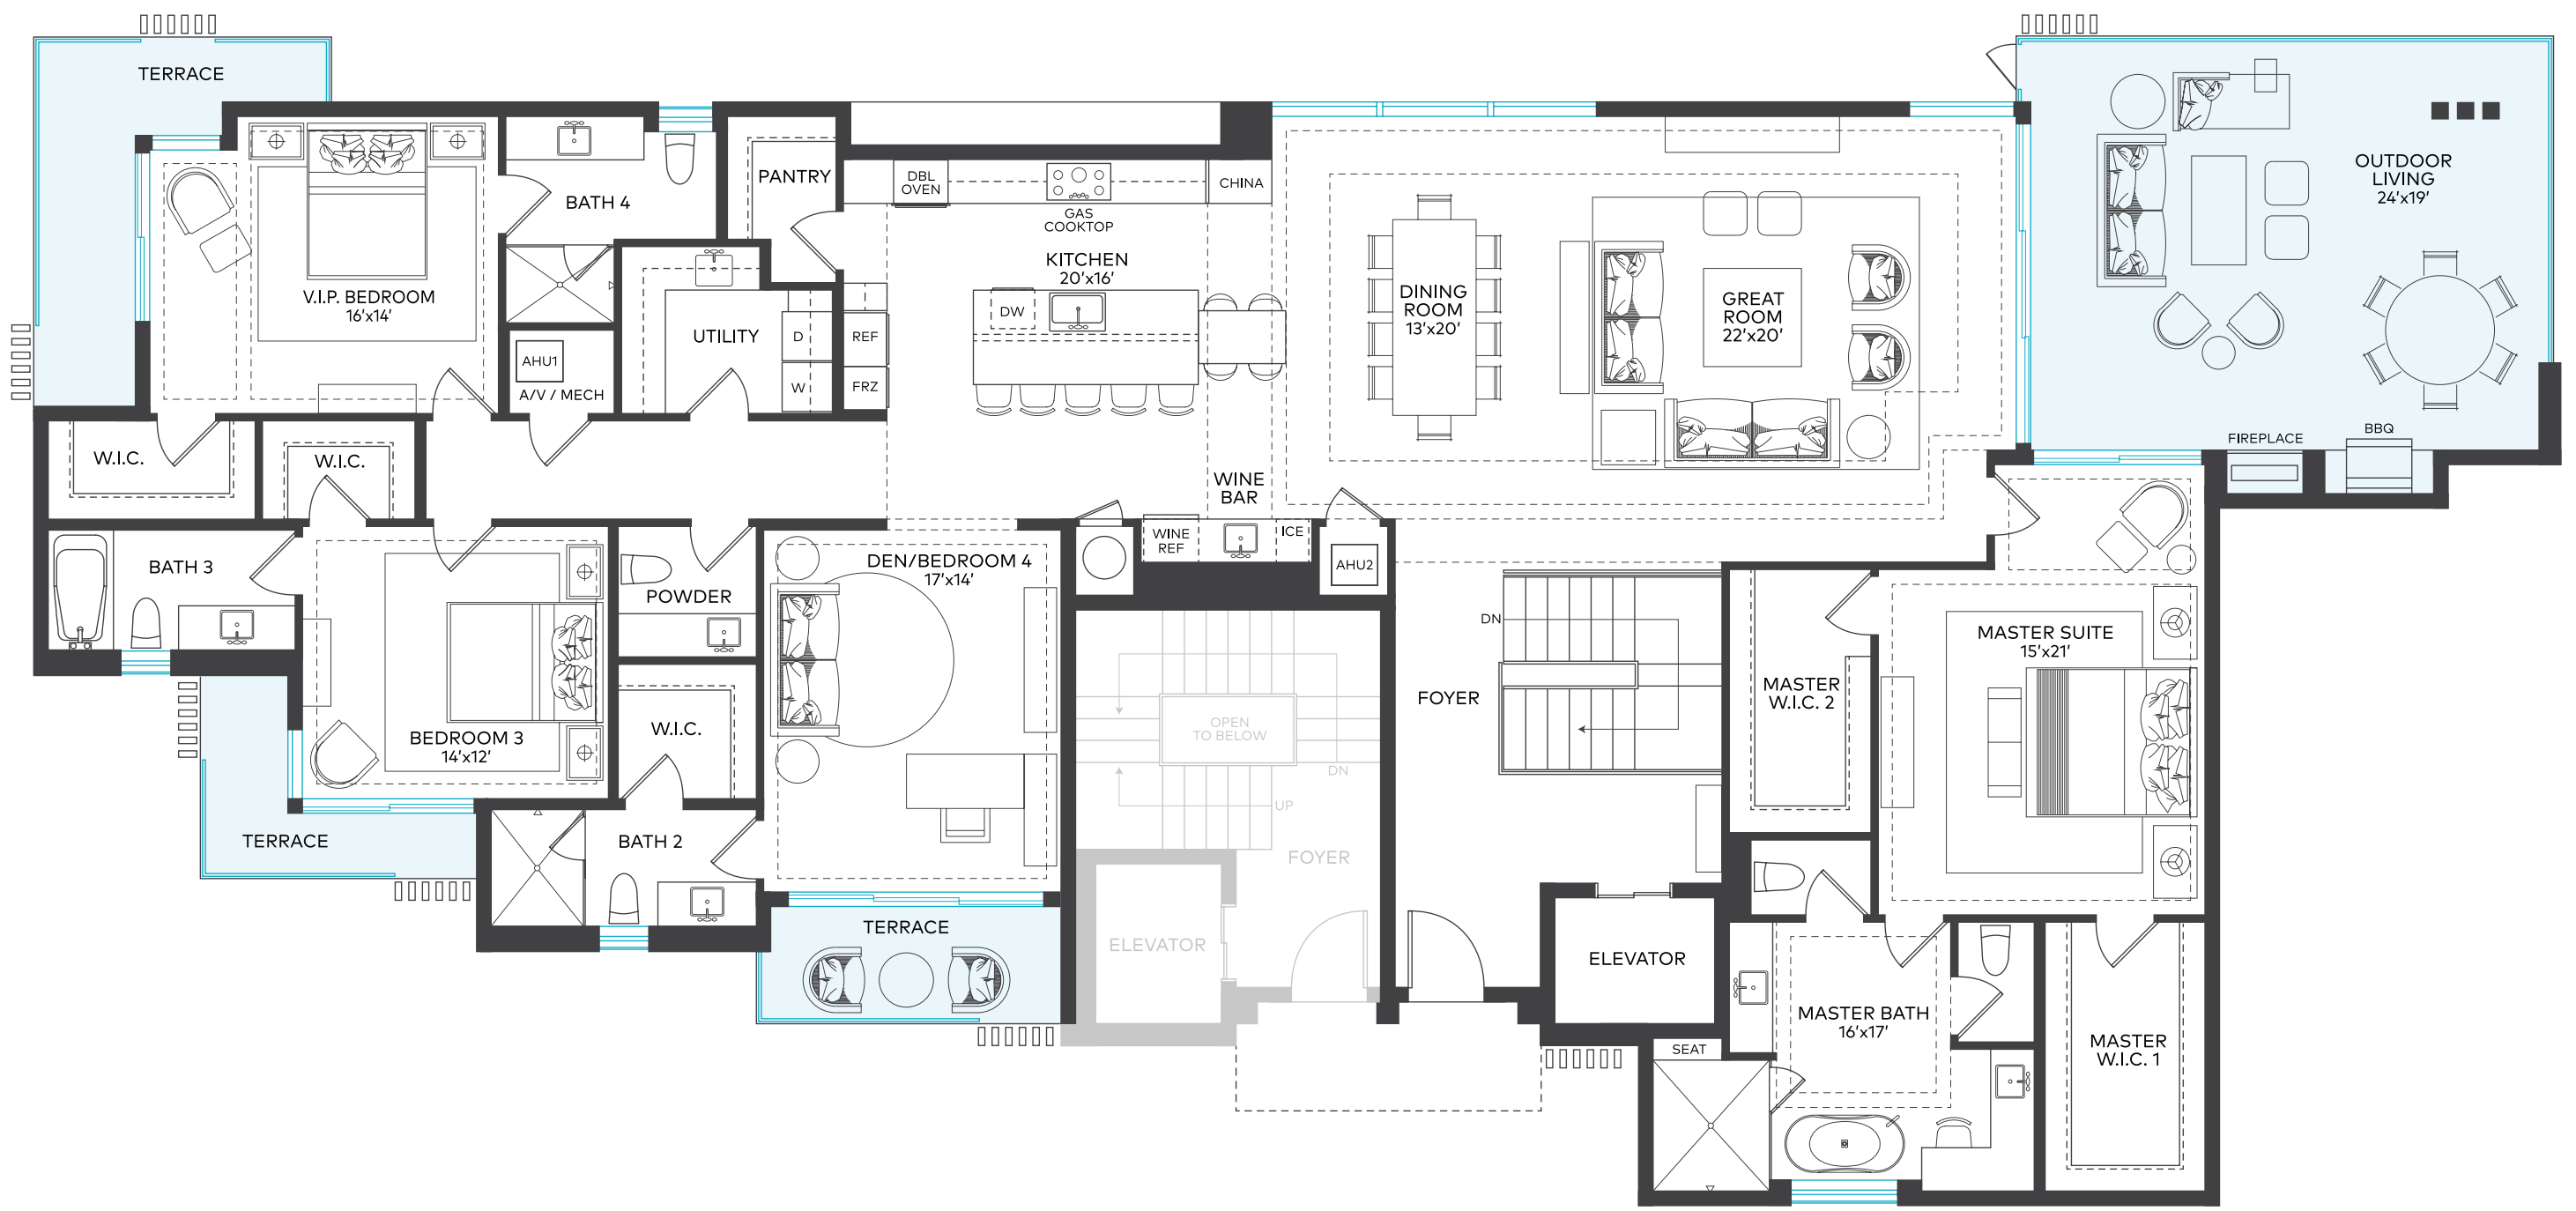 TERRACE
V.I.P. BEDROOM
16'x14'
BATH 4
PANTRY
DBL
OVEN
GAS
COOKTOP
CHINA
KITCHEN
20'x16'
DW
UTILITY
D
W
REF
FRZ
AHU1
A/V / MECH
DINING
ROOM
13'x20'
GREAT
ROOM
22'x20'
OUTDOOR
LIVING
24'x19'
FIREPLACE
BBQ
W.I.C.
W.I.C.
WINE
BAR
WINE
REF
ICE
AHU2
BATH 3
POWDER
DEN/BEDROOM 4
17'x14'
BEDROOM 3
14'x12'
W.I.C.
DN
FOYER
OPEN
TO BELOW
DN
UP
FOYER
MASTER
W.I.C. 2
MASTER SUITE
15'x21'
TERRACE
BATH 2
TERRACE
ELEVATOR
ELEVATOR
MASTER BATH
16'x17'
SEAT
MASTER
W.I.C. 1